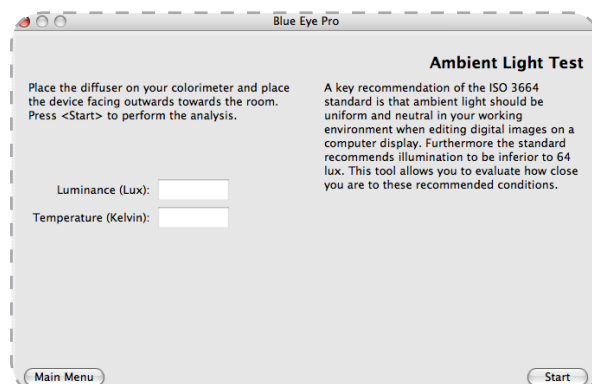 Blue Eye Pro
Ambient Light Test
Place the diffuser on your colorimeter and place
the device facing outwards towards the room.
Press <Start> to perform the analysis.
A key recommendation of the ISO 3664
standard is that ambient light should be
uniform and neutral in your working
environment when editing digital images on a
computer display. Furthermore the standard
recommends illumination to be inferior to 64
lux. This tool allows you to evaluate how close
you are to these recommended conditions.
Luminance (Lux):
Temperature (Kelvin):
Main Menu
Start